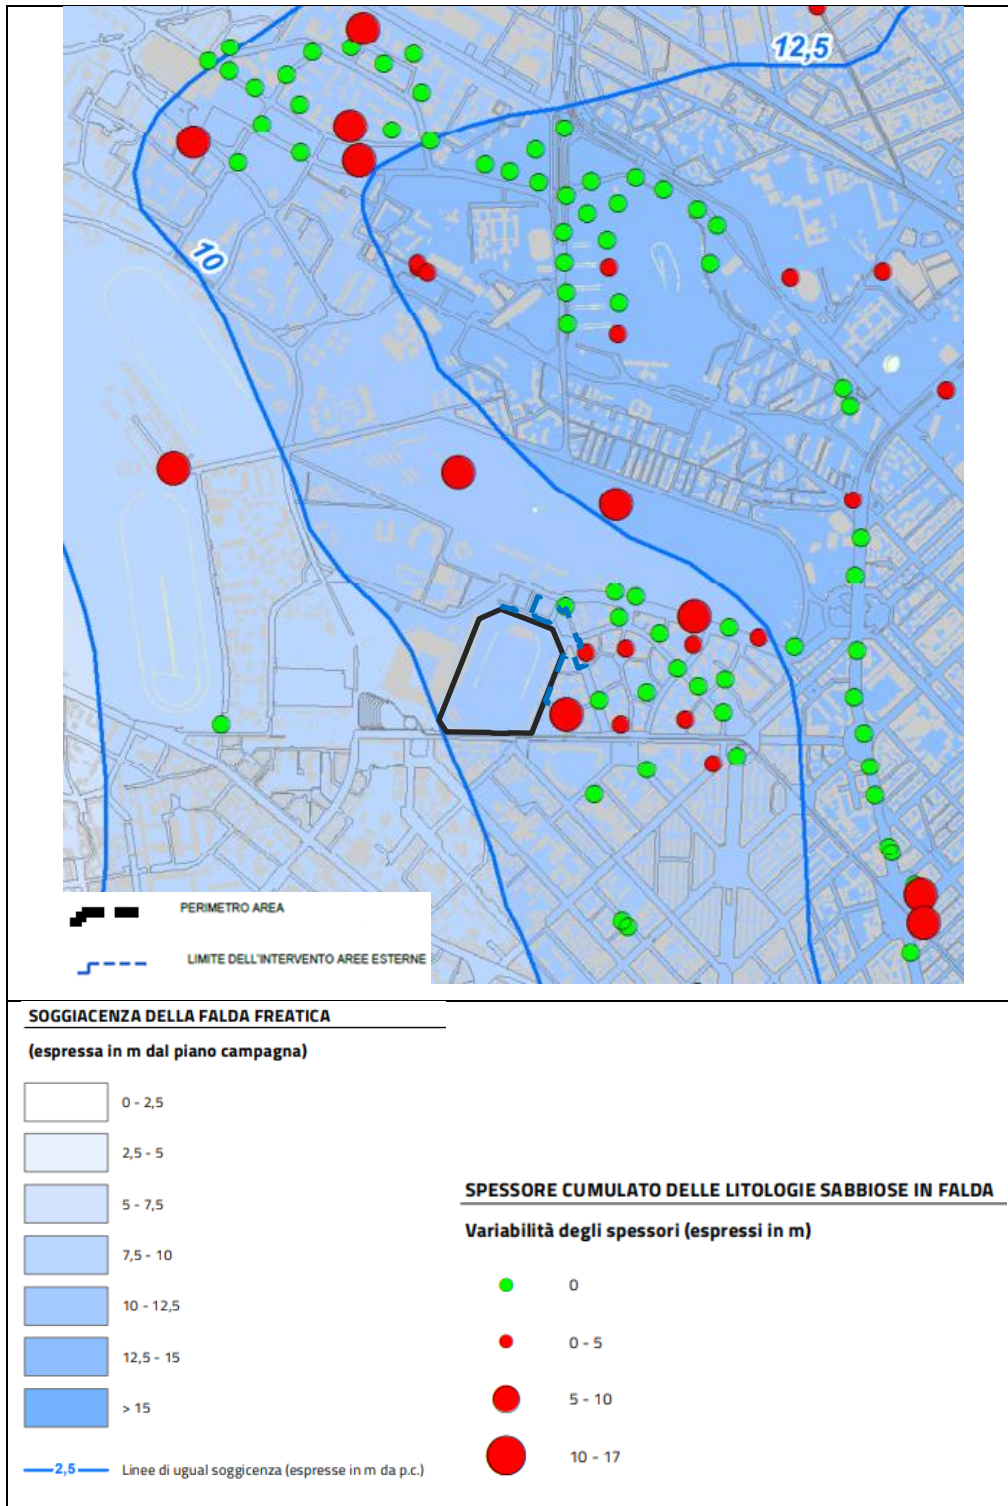 12,5
10
PERIMETRO AREA
LIMITE DELL'INTERVENTO AREE ESTERNE
SOGGIACENZA DELLA FALDA FREATICA
(espressa in m dal piano campagna)
0 - 2,5
2,5 - 5
5 - 7,5
7,5 - 10
10 - 12,5
12,5 - 15
> 15
2,5 Linee di ugual soggicenza (espresse in m da p.c.)
SPESSORE CUMULATO DELLE LITOLOGIE SABBIOSE IN FALDA
Variabilità degli spessori (espressi in m)
0
0 - 5
5 - 10
10 - 17